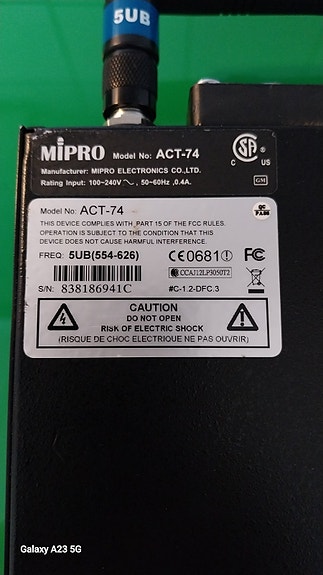 5UB
MIPRO Model No: ACT-74
Manufacturer: MIPRO ELECTRONICS CO.,LTD.
Rating Input: 100~240V～, 50~60Hz ,0.4A.
C US
GM
Model No: ACT-74
QC
PASS
THIS DEVICE COMPLIES WITH PART 15 OF THE FCC RULES.
OPERATION IS SUBJECT TO THE CONDITION THAT THIS
DEVICE DOES NOT CAUSE HARMFUL INTERFERENCE.
FREQ: 5UB(554-626)
CE0681
FC
CCAJ12LP3050T2
S/N: 838186941C
#C-1.2-DFC.3
CAUTION
DO NOT OPEN
RISK OF ELECTRIC SHOCK
(RISQUE DE CHOC ELECTRIQUE NE PAS OUVRIR)
Galaxy A23 5G